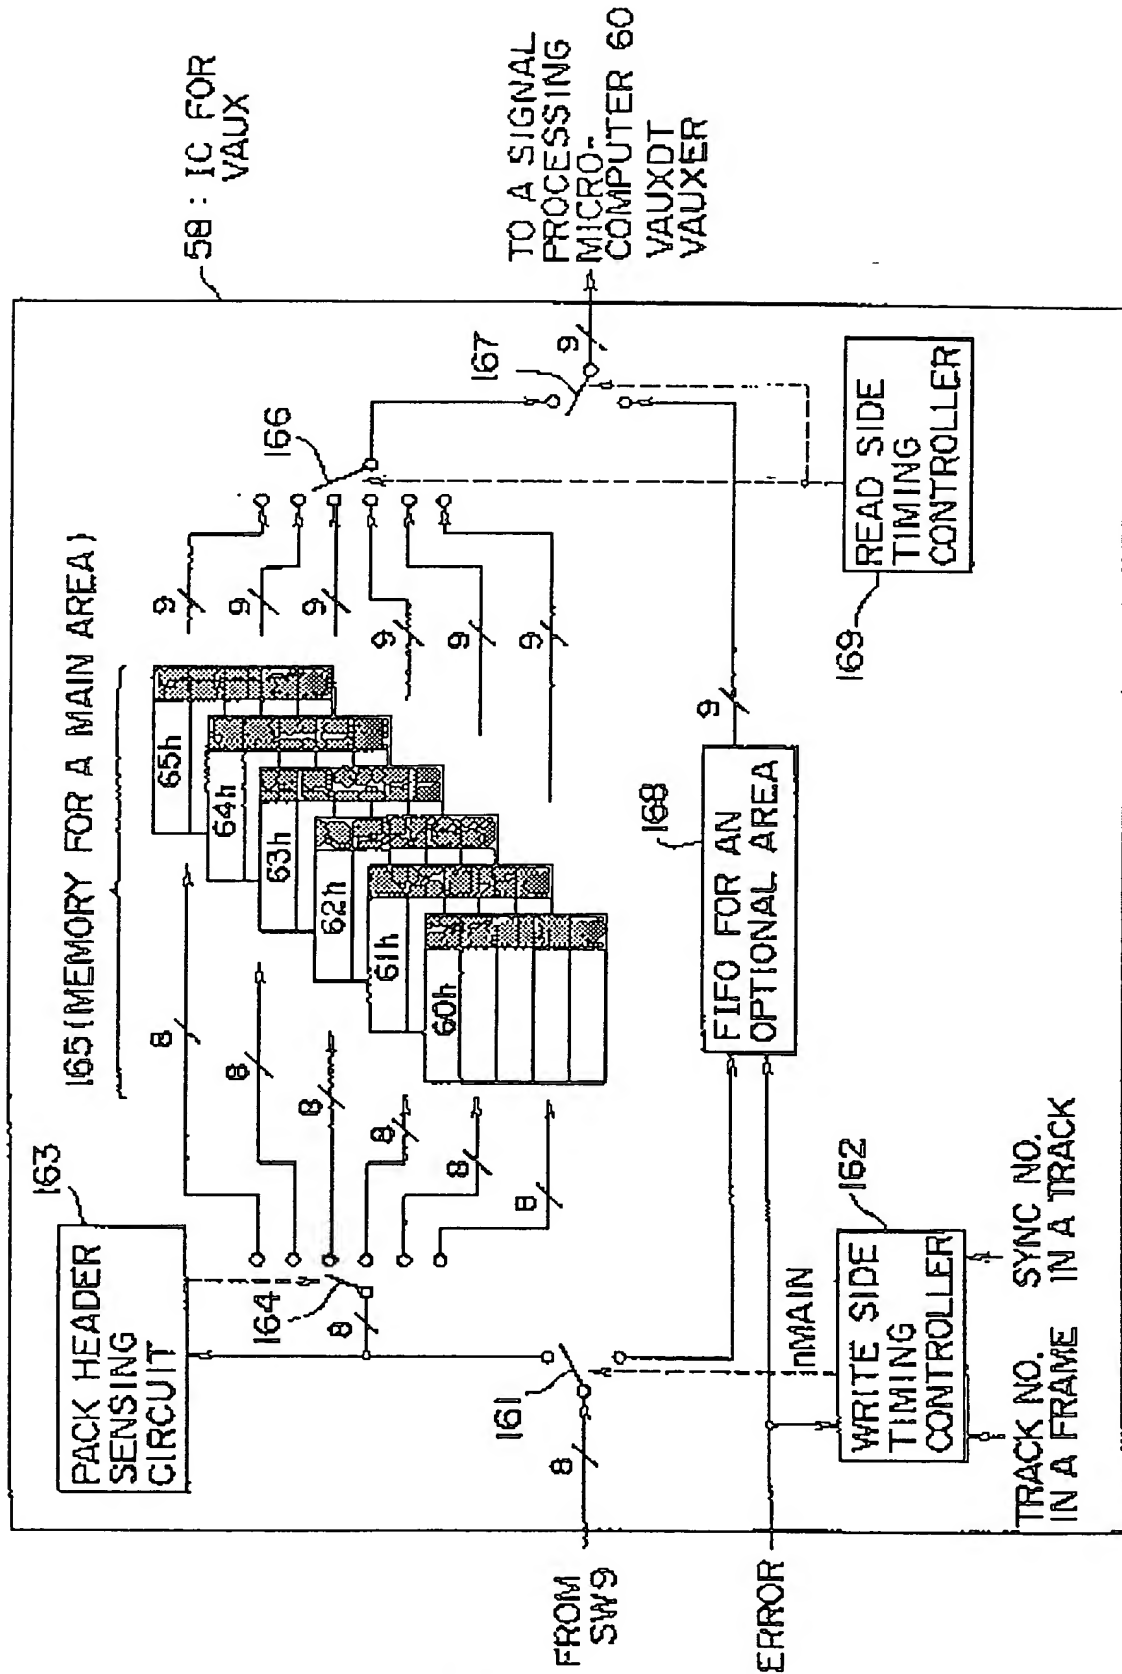 58 : IC FOR
VAUX
165 (MEMORY FOR A MAIN AREA)
163
PACK HEADER
SENSING
CIRCUIT
164
8
8
8
8
8
8
8
65h
64h
63h
62h
61h
60h
9
9
9
9
9
9
166
167
9
TO A SIGNAL
PROCESSING
MICRO-
COMPUTER 60
VAUXDT
VAUXER
FROM
SW9
8
161
nMAIN
ERROR
162
WRITE SIDE
TIMING
CONTROLLER
TRACK NO.
IN A FRAME
SYNC NO.
IN A TRACK
168
FIFO FOR AN
OPTIONAL AREA
9
169
READ SIDE
TIMING
CONTROLLER